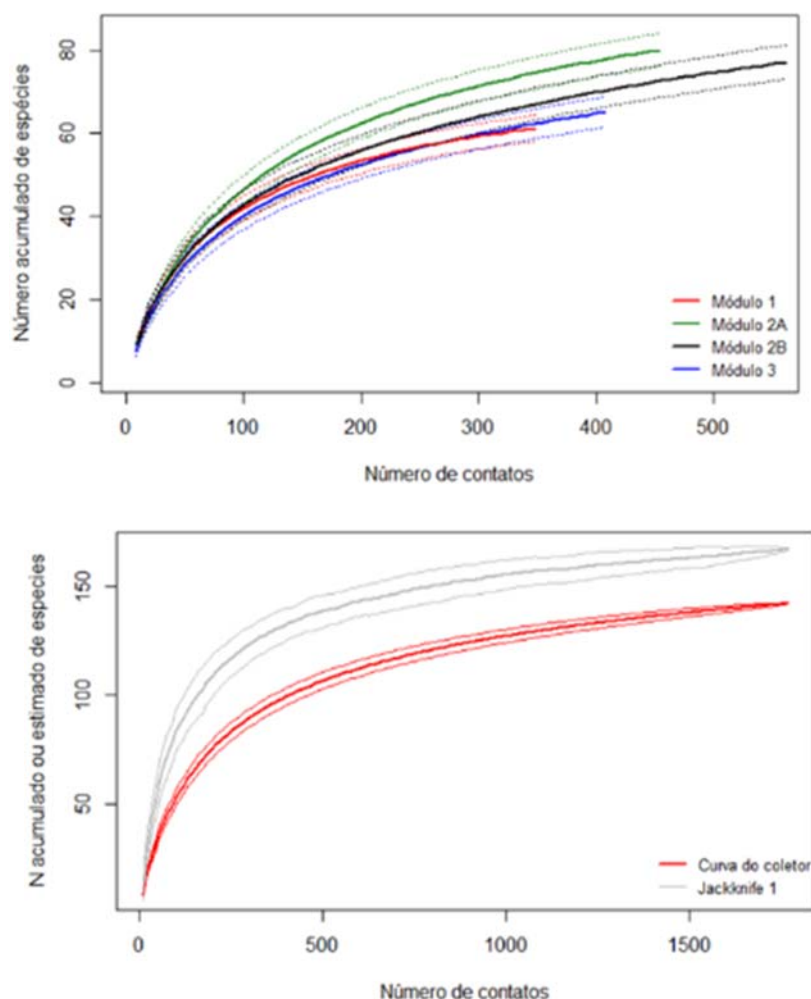 Número acumulado de espécies
80
60
40
20
0
Módulo 1
Módulo 2A
Módulo 2B
Módulo 3
0 100 200 300 400 500
Número de contatos
N acumulado ou estimado de especies
150
100
50
Curva do coletor
Jackknife 1
0 500 1000 1500
Número de contatos